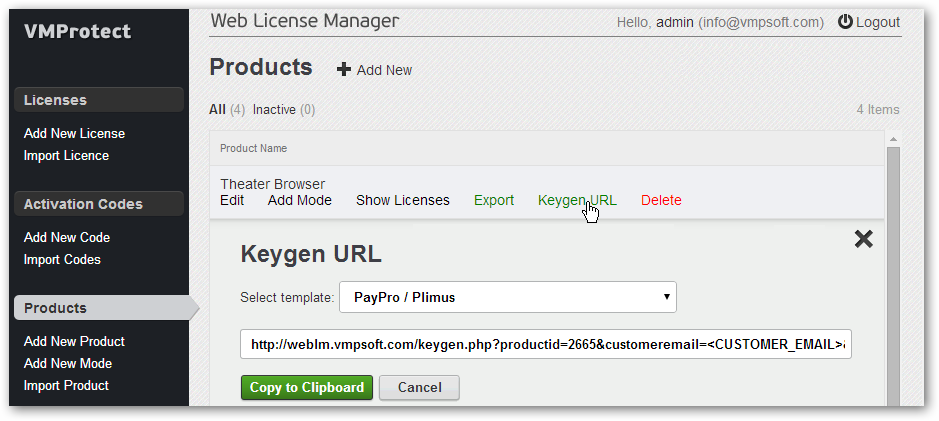 VMProtect
Web License Manager
Hello, admin (info@vmpsoft.com) Logout
Products Add New
All (4) Inactive (0) 4 Items
Licenses
Add New License
Import Licence
Activation Codes
Add New Code
Import Codes
Products
Add New Product
Add New Mode
Import Product
Product Name
Theater Browser
Edit Add Mode Show Licenses Export Keygen URL Delete
Keygen URL
Select template: PayPro / Plimus
http://weblm.vmpsoft.com/keygen.php?productid=2665&customeremail=<CUSTOMER_EMAIL>&
Copy to Clipboard Cancel